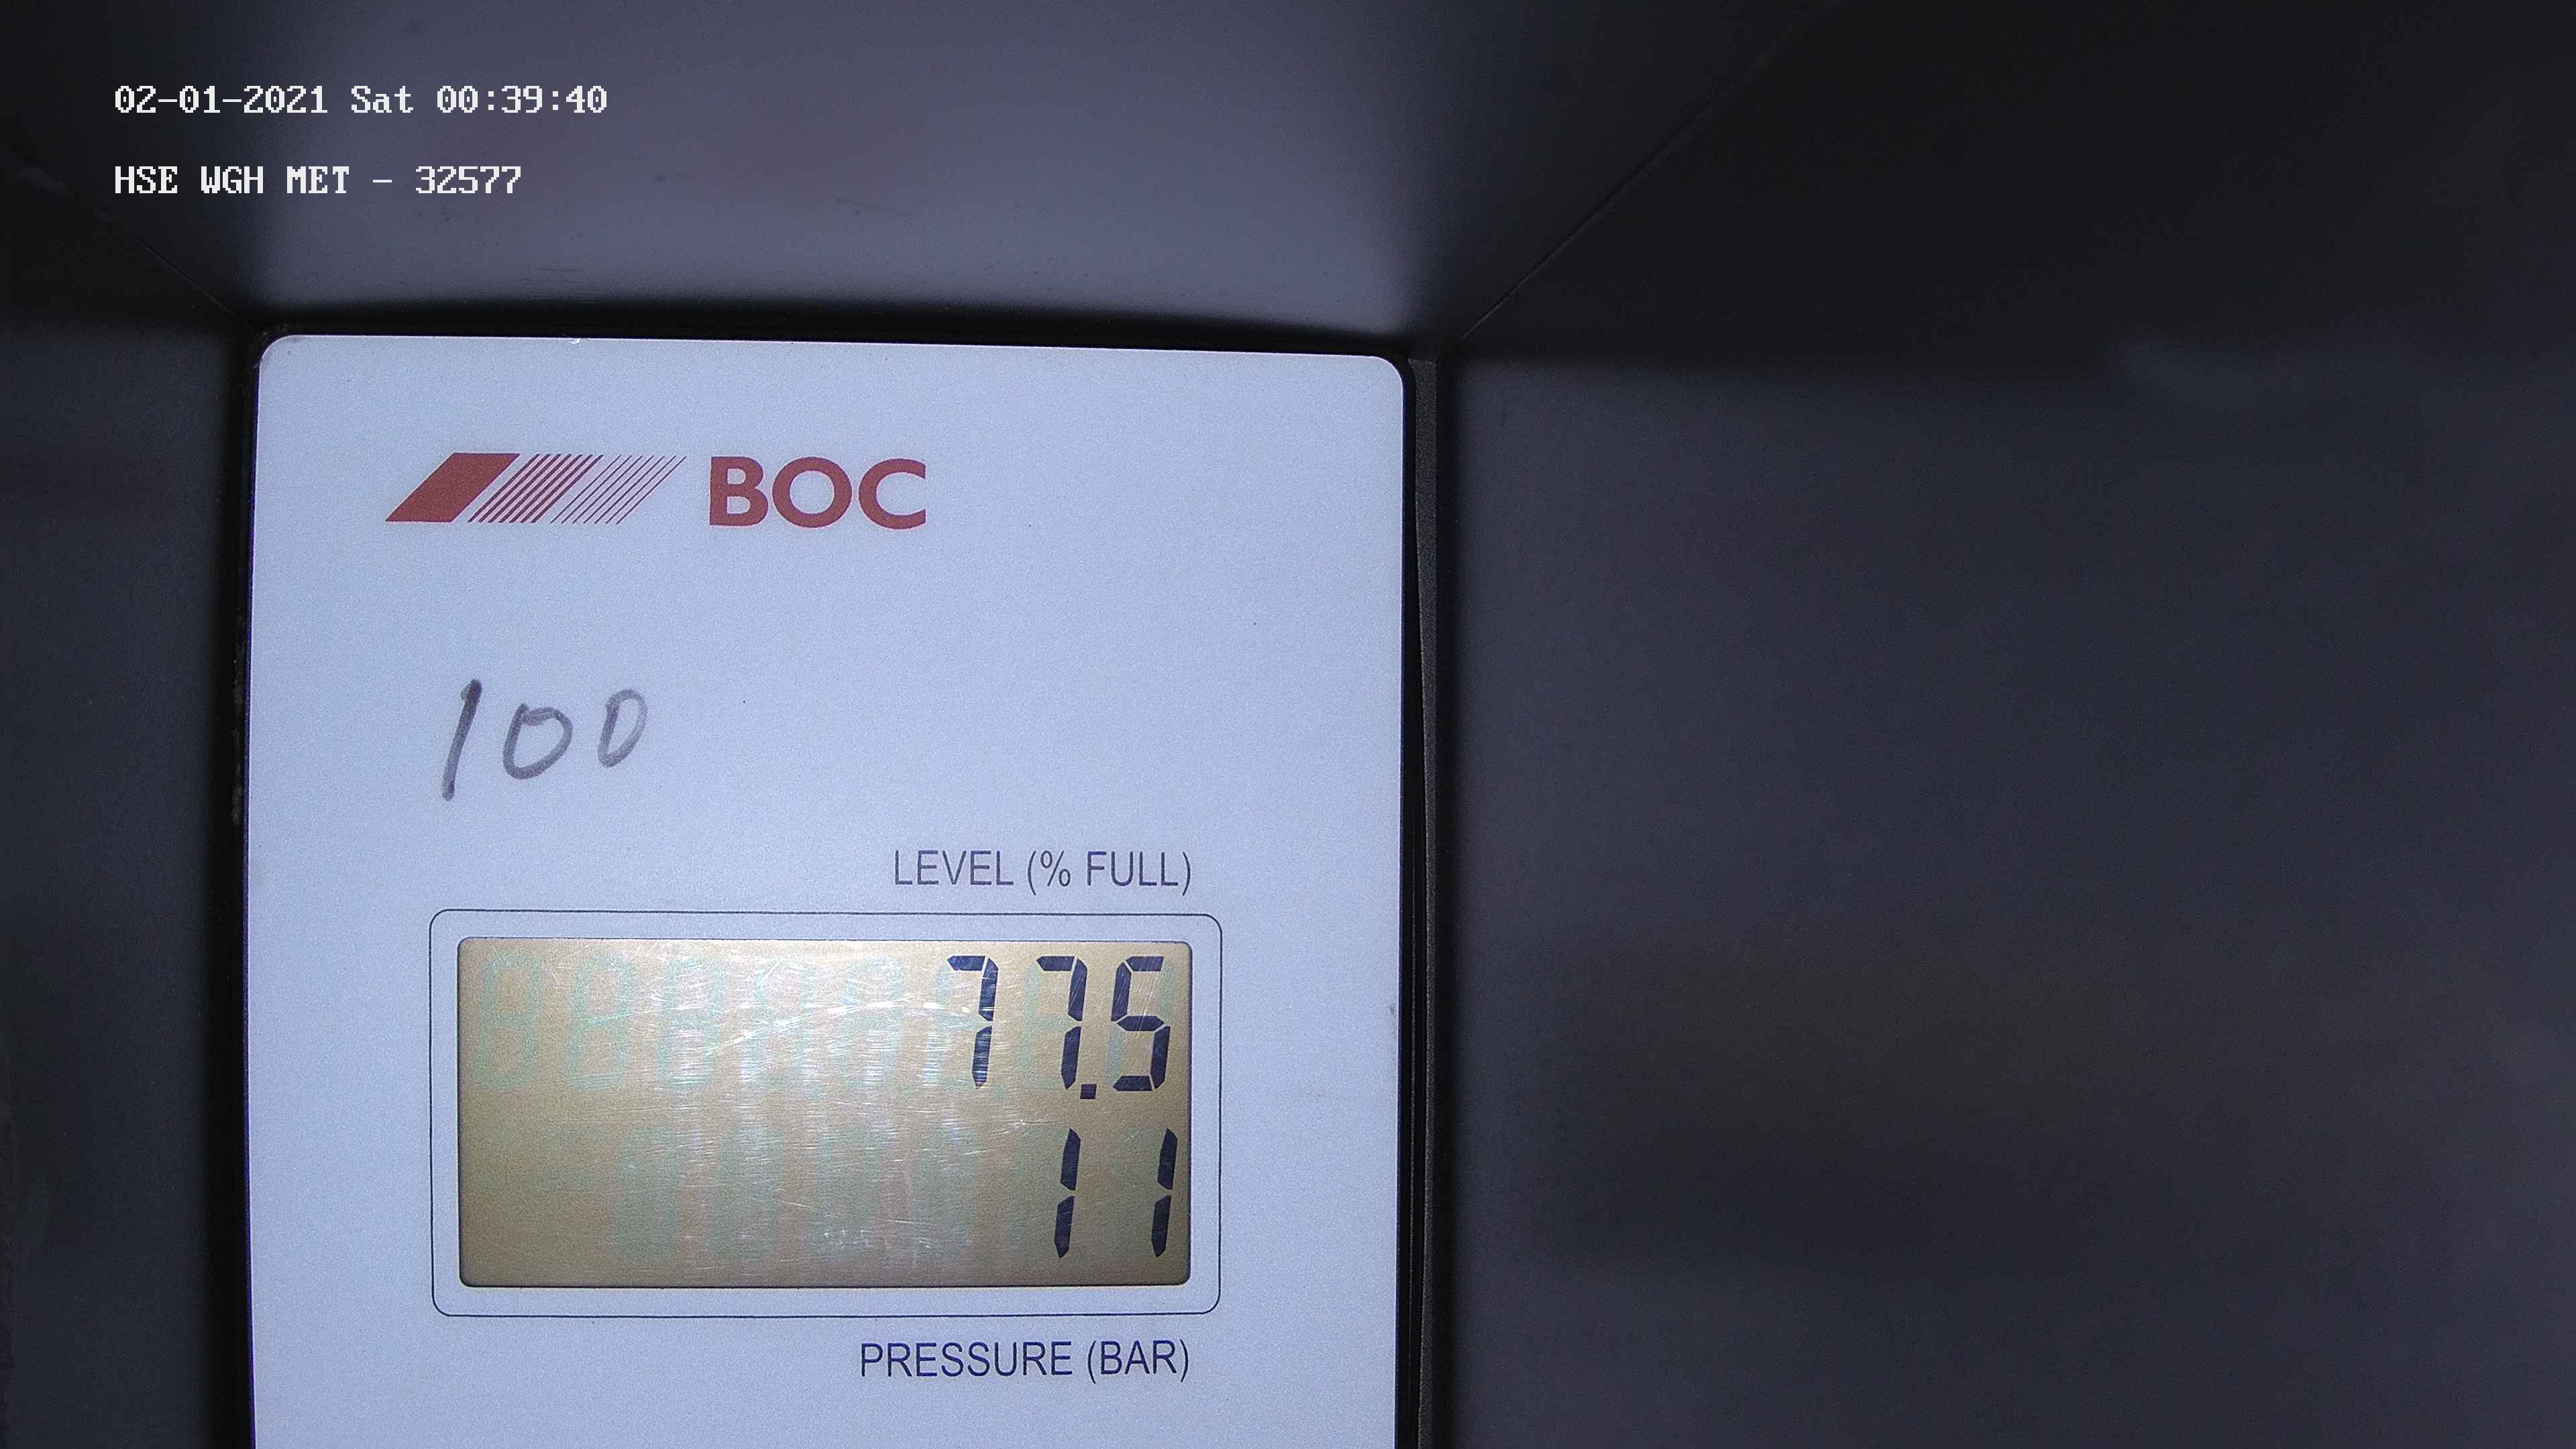 02-01-2021 Sat 00:39:40
HSE WGH MET - 32577
BOC
100
LEVEL (% FULL)
77.5
11
PRESSURE (BAR)